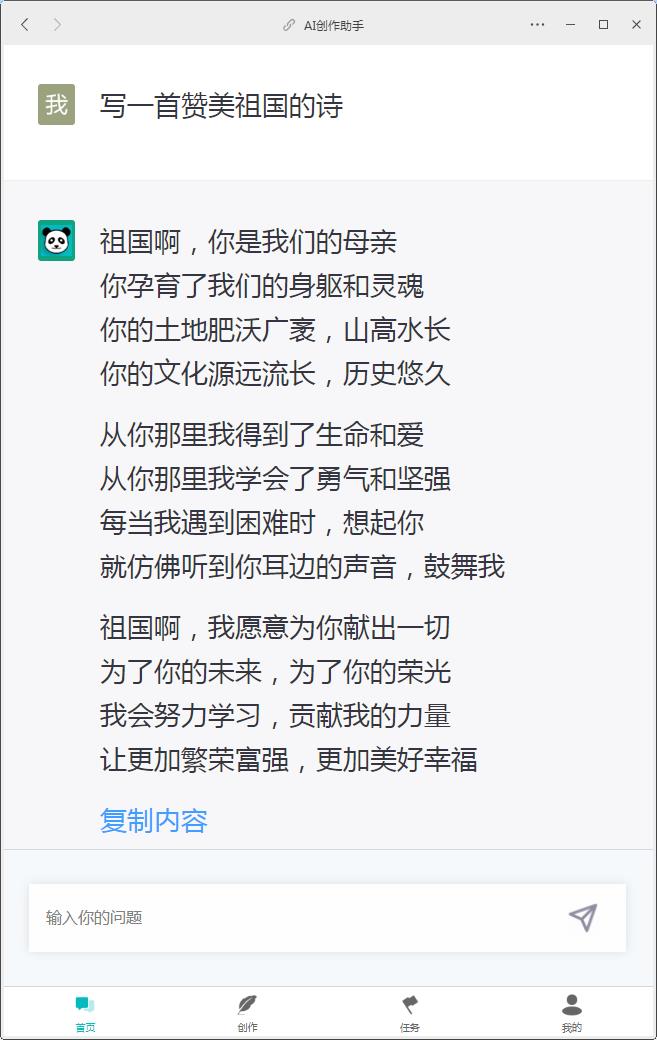 AI创作助手
我
写一首赞美祖国的诗
祖国啊，你是我们的母亲
你孕育了我们的身躯和灵魂
你的土地肥沃广袤，山高水长
你的文化源远流长，历史悠久
从你那里我得到了生命和爱
从你那里我学会了勇气和坚强
每当我遇到困难时，想起你
就仿佛听到你耳边的声音，鼓舞我
祖国啊，我愿意为你献出一切
为了你的未来，为了你的荣光
我会努力学习，贡献我的力量
让更加繁荣富强，更加美好幸福
复制内容
输入你的问题
首页
创作
任务
我的